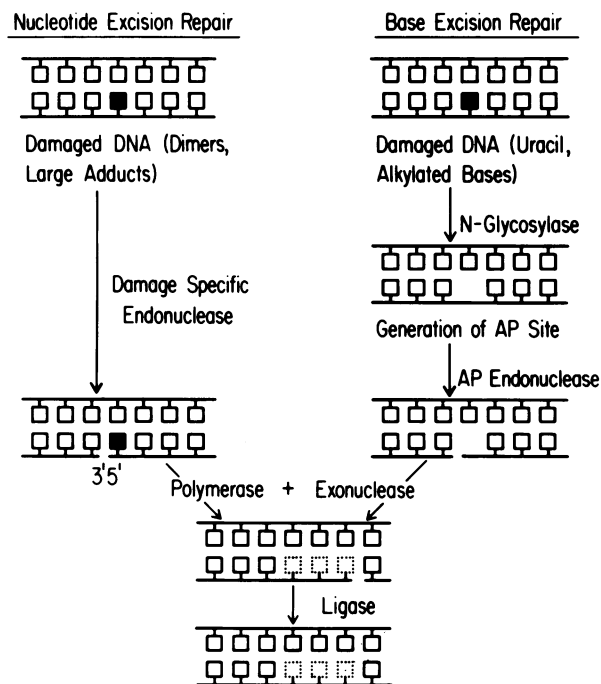 Nucleotide Excision Repair
Damaged DNA (Dimers,
Large Adducts)
Damage Specific
Endonuclease
3'5'
Base Excision Repair
Damaged DNA (Uracil,
Alkylated Bases)
N-Glycosylase
Generation of AP Site
AP Endonuclease
Polymerase + Exonuclease
Ligase